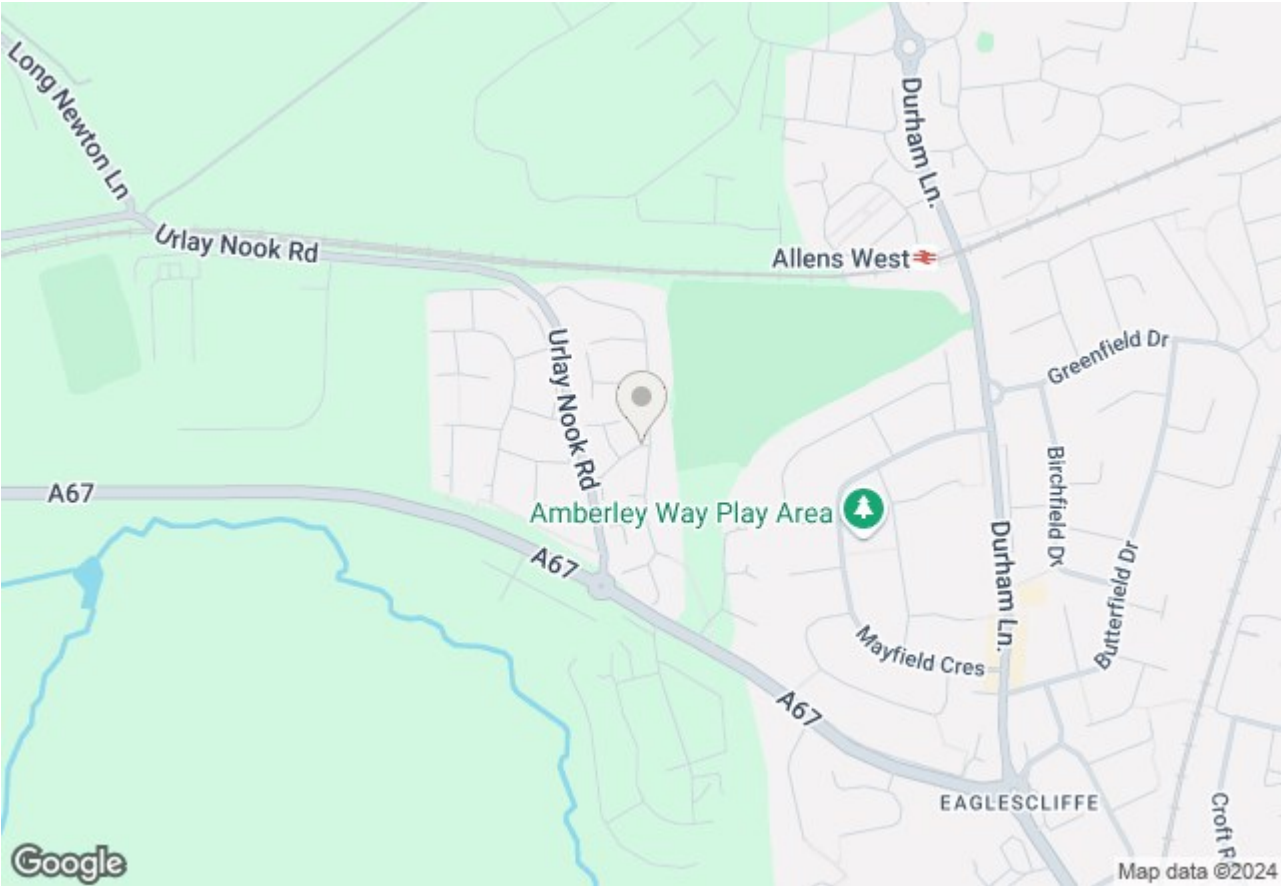 Long Newton Ln
Durham Ln.
Urlay Nook Rd
Allens West
Urlay Nook Rd
Greenfield Dr
Birchfield Dr
A67
Amberley Way Play Area
Durham Ln.
A67
Butterfield Dr
Mayfield Cres
A67
EAGLESCLIFFE
Croft R
Google
Map data ©2024